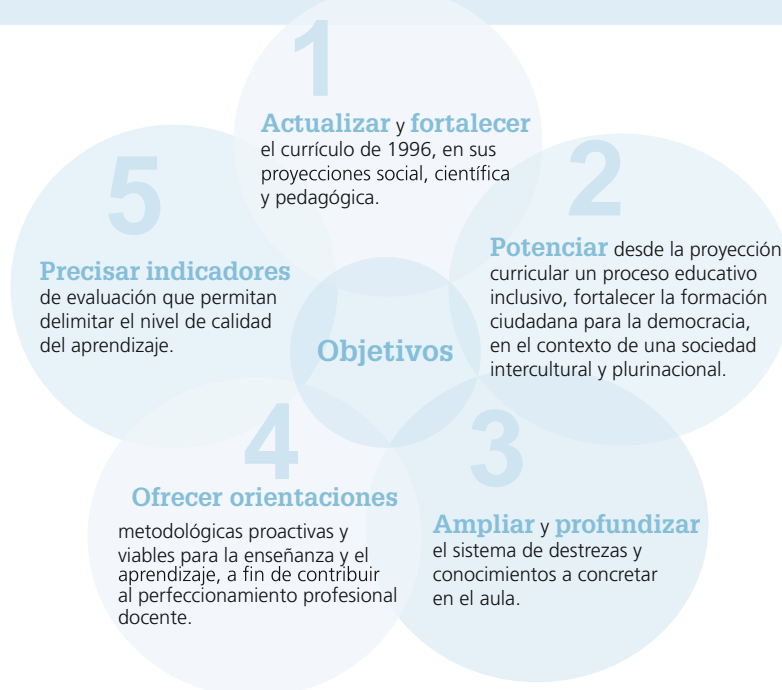 1
Actualizar y fortalecer
el currículo de 1996, en sus
proyecciones social, científica
y pedagógica.
2
Potenciar desde la proyección
curricular un proceso educativo
inclusivo, fortalecer la formación
ciudadana para la democracia,
en el contexto de una sociedad
intercultural y plurinacional.
3
Ampliar y profundizar
el sistema de destrezas y
conocimientos a concretar
en el aula.
4
Ofrecer orientaciones
metodológicas proactivas y
viables para la enseñanza y el
aprendizaje, a fin de contribuir
al perfeccionamiento profesional
docente.
5
Precisar indicadores
de evaluación que permitan
delimitar el nivel de calidad
del aprendizaje.
Objetivos